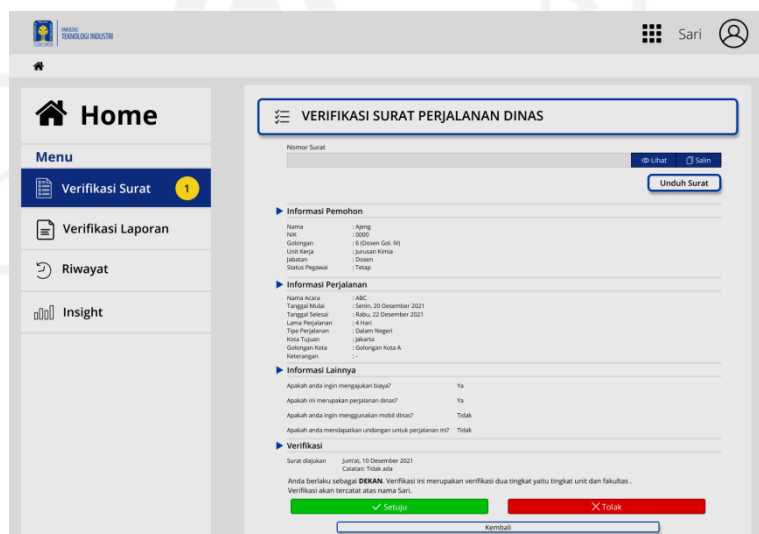 FAKULTAS
TEKNOLOGI INDUSTRI
Sari
Home
VERIFIKASI SURAT PERJALANAN DINAS
Menu
Verifikasi Surat 1
Verifikasi Laporan
Riwayat
Insight
Nomor Surat
Lihat Salin
Unduh Surat
Informasi Pemohon
Nama : Ajeng
NIK : 0000
Golongan : 6 (Dosen Gol. IV)
Unit Kerja : Jurusan Kimia
Jabatan : Dosen
Status Pegawai : Tetap
Informasi Perjalanan
Nama Acara : ABC
Tanggal Mulai : Senin, 20 Desember 2021
Tanggal Selesai : Rabu, 22 Desember 2021
Lama Perjalanan : 4 Hari
Tipe Perjalanan : Dalam Negeri
Kota Tujuan : Jakarta
Golongan Kota : Golongan Kota A
Keterangan : -
Informasi Lainnya
Apakah anda ingin mengajukan biaya? Ya
Apakah ini merupakan perjalanan dinas? Ya
Apakah anda ingin menggunakan mobil dinas? Tidak
Apakah anda mendapatkan undangan untuk perjalanan ini? Tidak
Verifikasi
Surat diajukan Jum'at, 10 Desember 2021
Catatan: Tidak ada
Anda berlaku sebagai DEKAN. Verifikasi ini merupakan verifikasi dua tingkat yaitu tingkat unit dan fakultas .
Verifikasi akan tercatat atas nama Sari.
Setuju Tolak
Kembali